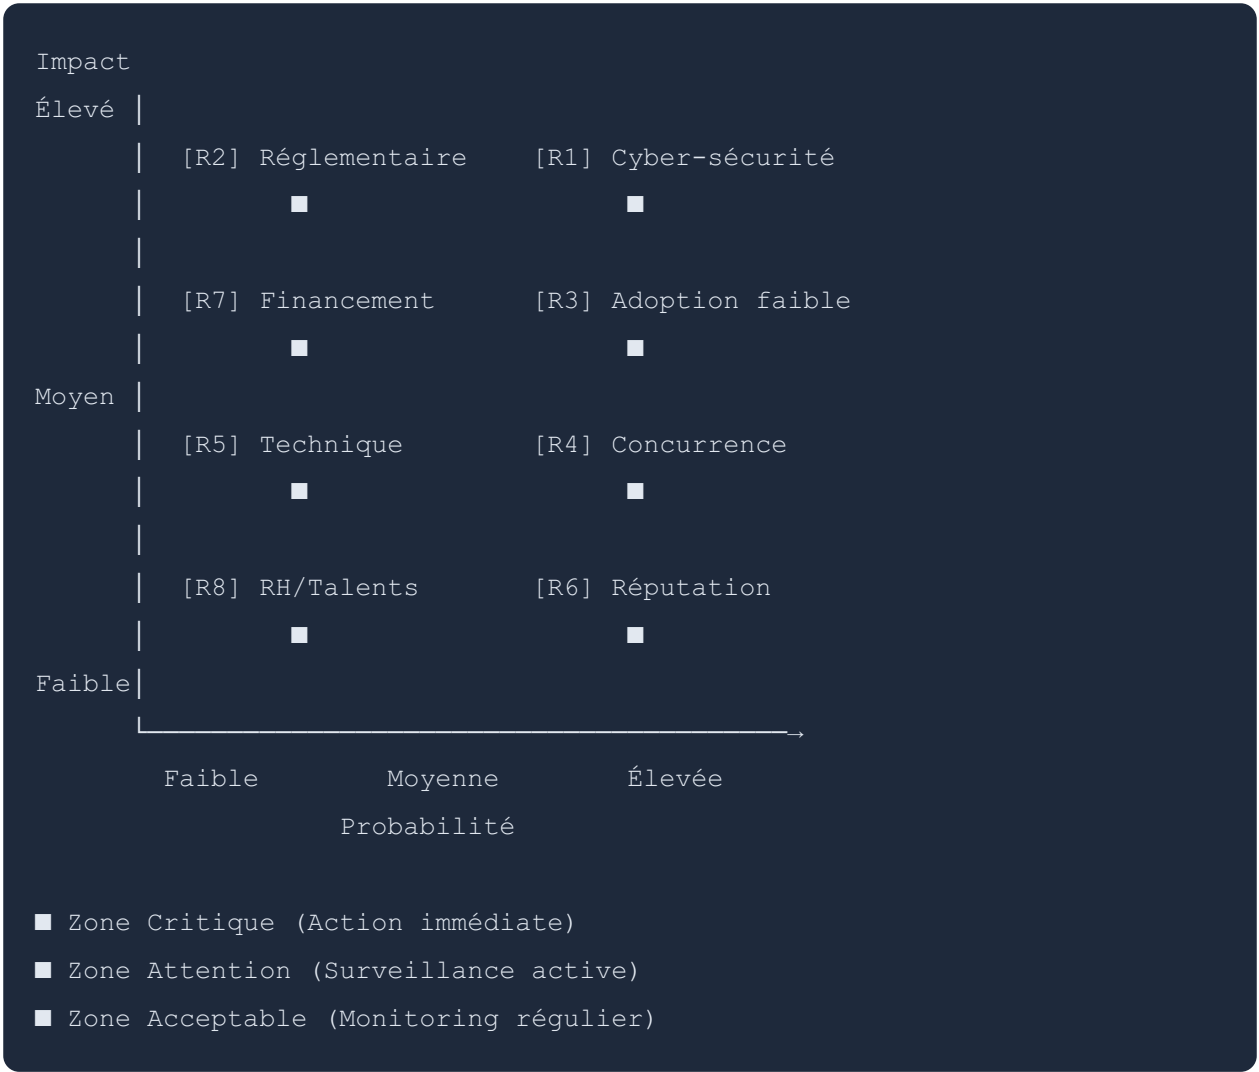 Impact
Élevé │
│ [R2] Réglementaire [R1] Cyber-sécurité
│ ■ ■
│
│ [R7] Financement [R3] Adoption faible
│ ■ ■
Moyen │
│ [R5] Technique [R4] Concurrence
│ ■ ■
│
│ [R8] RH/Talents [R6] Réputation
│ ■ ■
Faible│
└─────────────────────────────────────────→
Faible Moyenne Élevée
Probabilité
■ Zone Critique (Action immédiate)
■ Zone Attention (Surveillance active)
■ Zone Acceptable (Monitoring régulier)